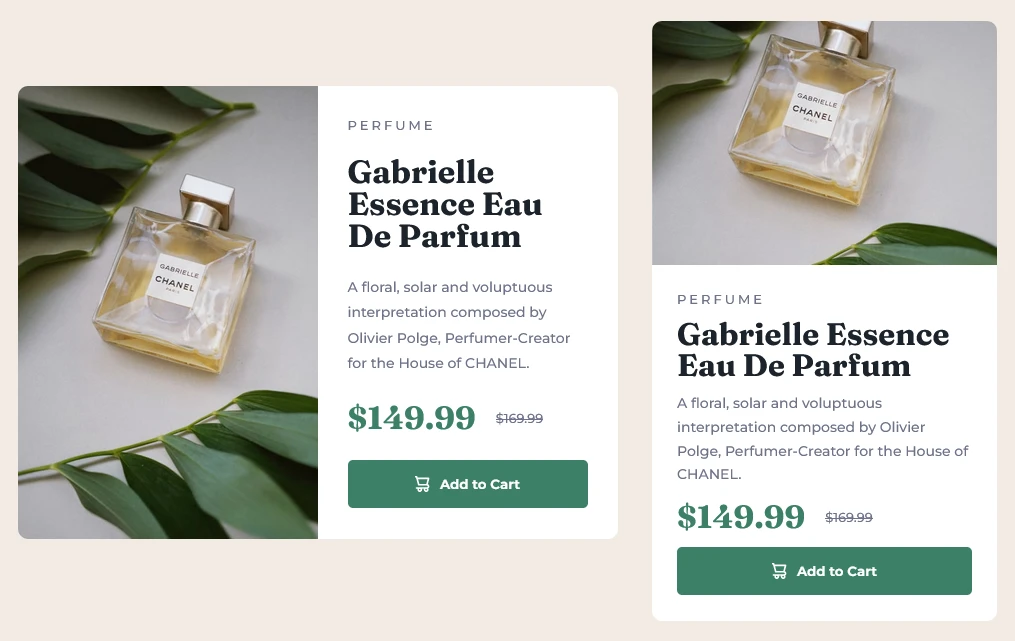 GABRIELLE
CHANEL
PARIS
PERFUME
Gabrielle
Essence Eau
De Parfum
A floral, solar and voluptuous
interpretation composed by
Olivier Polge, Perfumer-Creator
for the House of CHANEL.
$149.99 $169.99
Add to Cart
GABRIELLE
CHANEL
PARIS
PERFUME
Gabrielle Essence
Eau De Parfum
A floral, solar and voluptuous
interpretation composed by Olivier
Polge, Perfumer-Creator for the House of
CHANEL.
$149.99 $169.99
Add to Cart